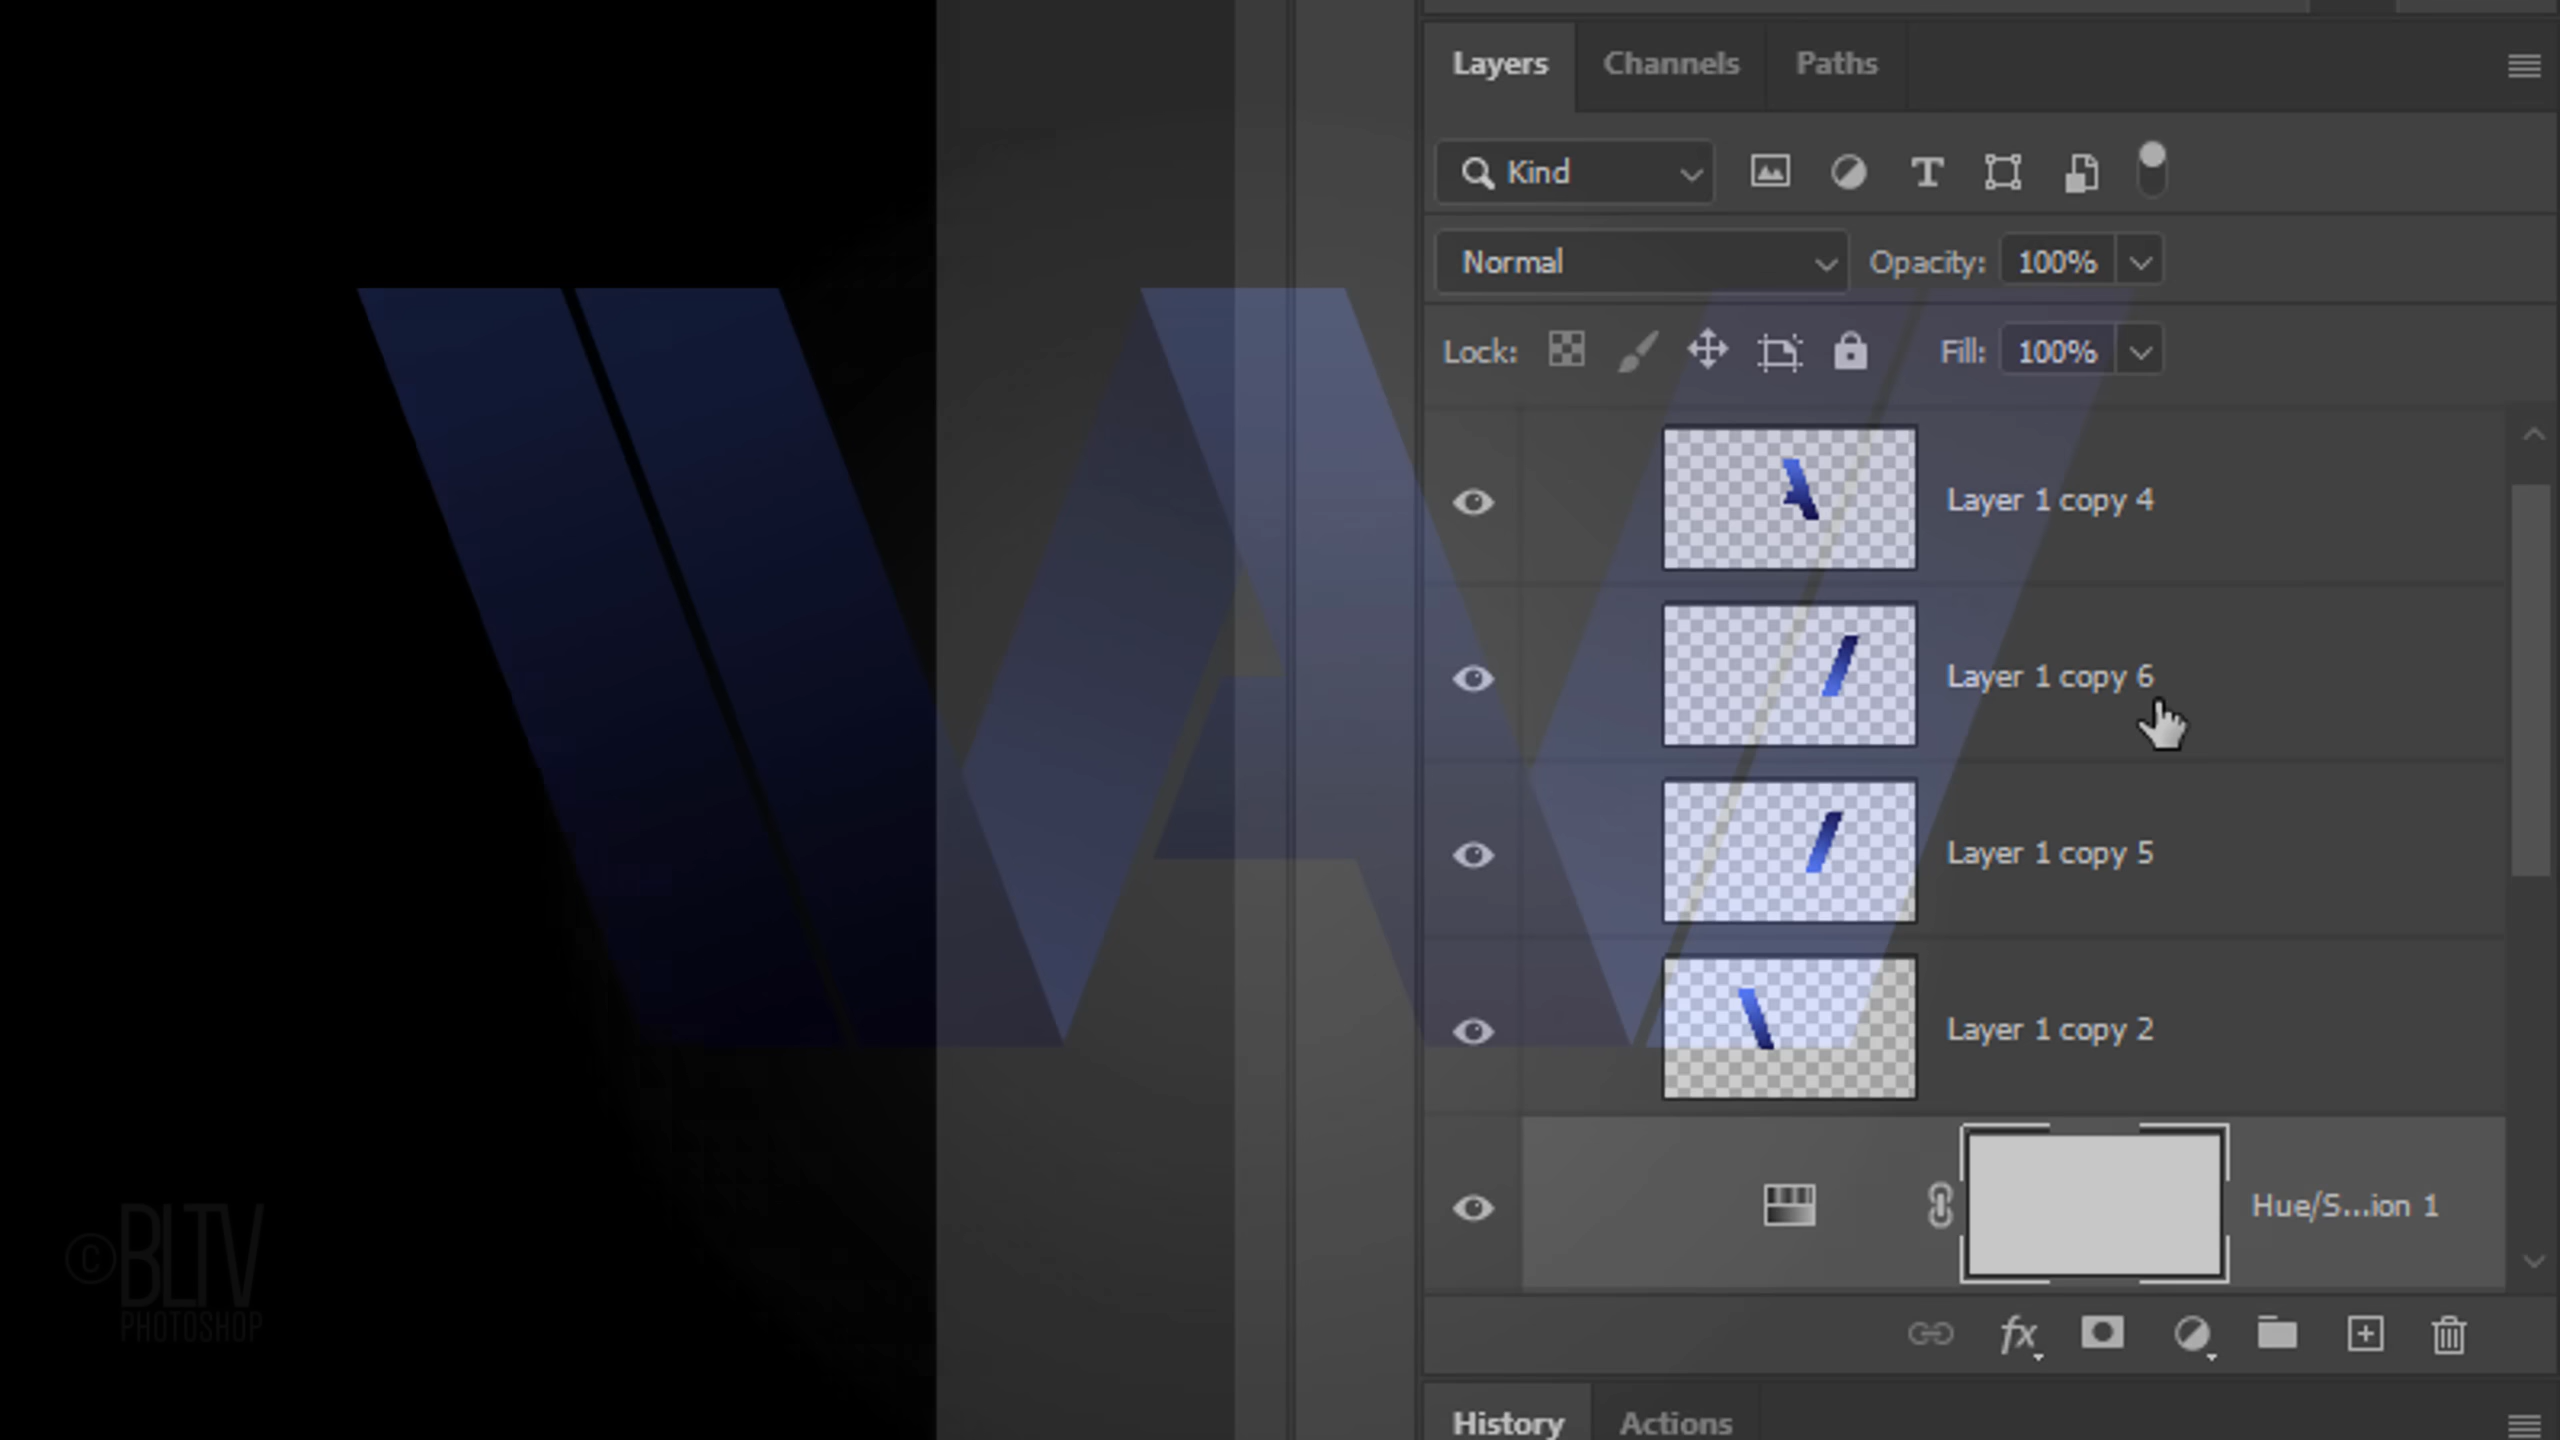 Layers Channels Paths
Kind
Normal Opacity: 100%
Lock: Fill: 100%
Layer 1 copy 4
Layer 1 copy 6
Layer 1 copy 5
Layer 1 copy 2
Hue/S...ion 1
fx
History Actions
© BLTV
PHOTOSHOP